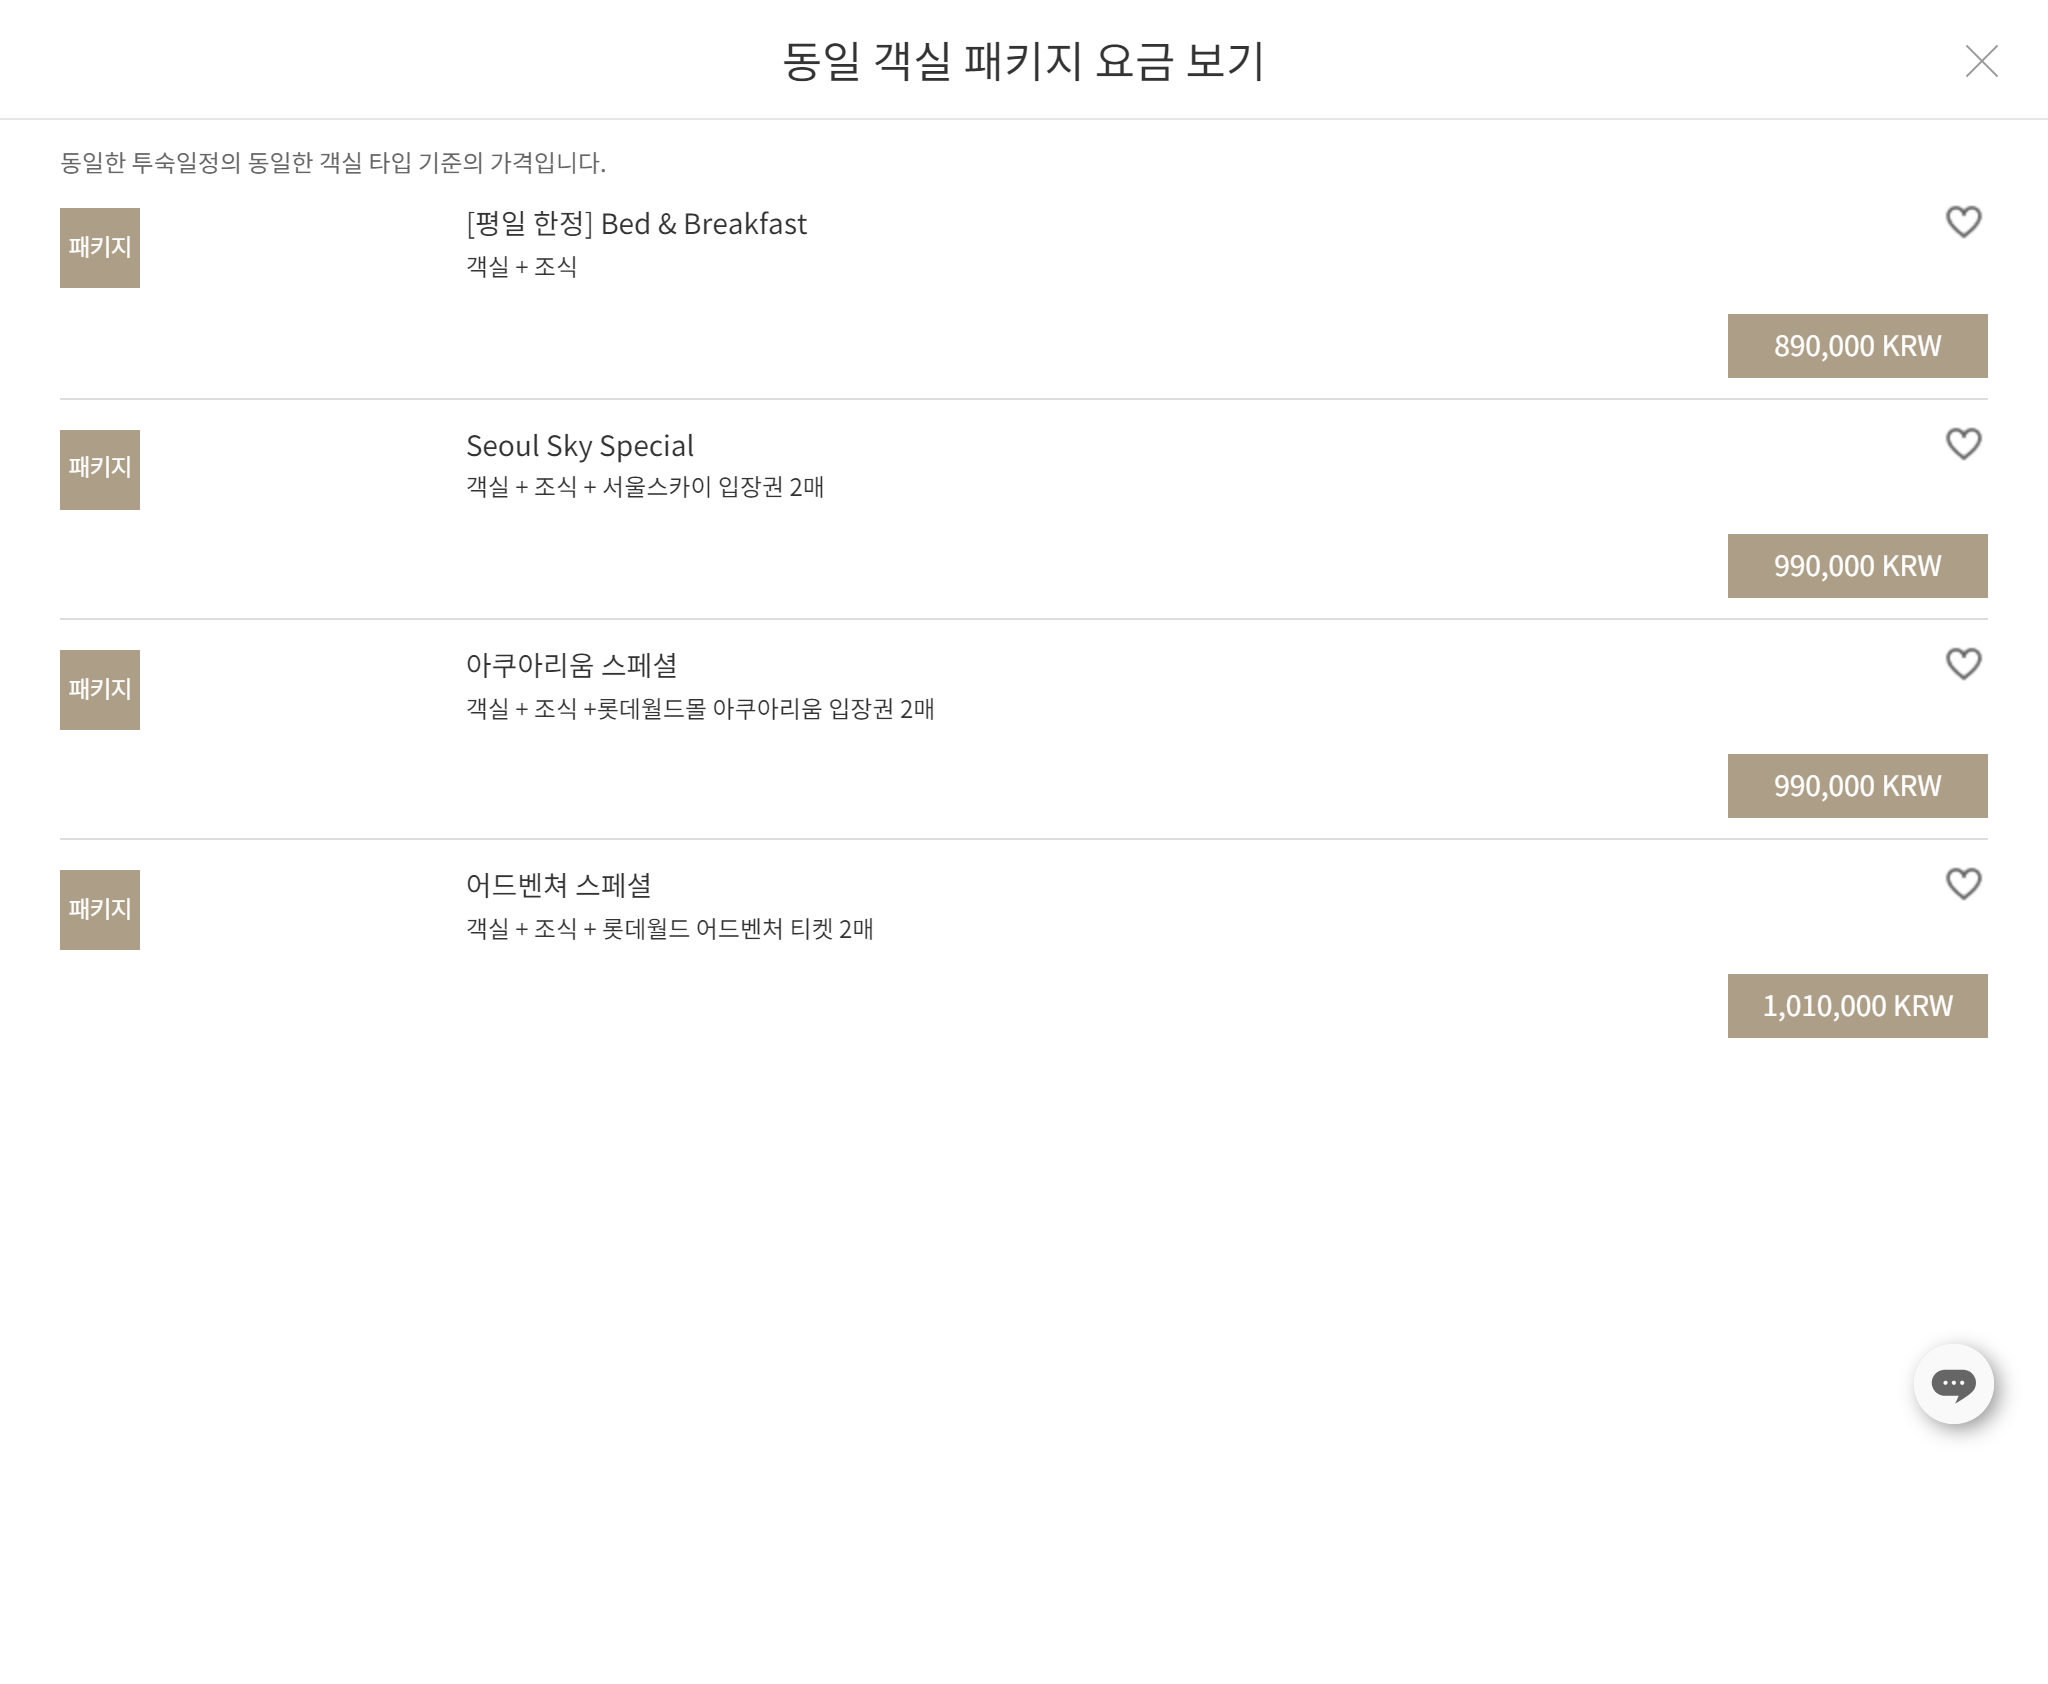 동일 객실 패키지 요금 보기
동일한 투숙일정의 동일한 객실 타입 기준의 가격입니다.
패키지
[평일 한정] Bed & Breakfast
객실 + 조식
890,000 KRW
패키지
Seoul Sky Special
객실 + 조식 + 서울스카이 입장권 2매
990,000 KRW
패키지
아쿠아리움 스페셜
객실 + 조식 +롯데월드몰 아쿠아리움 입장권 2매
990,000 KRW
패키지
어드벤쳐 스페셜
객실 + 조식 + 롯데월드 어드벤처 티켓 2매
1,010,000 KRW